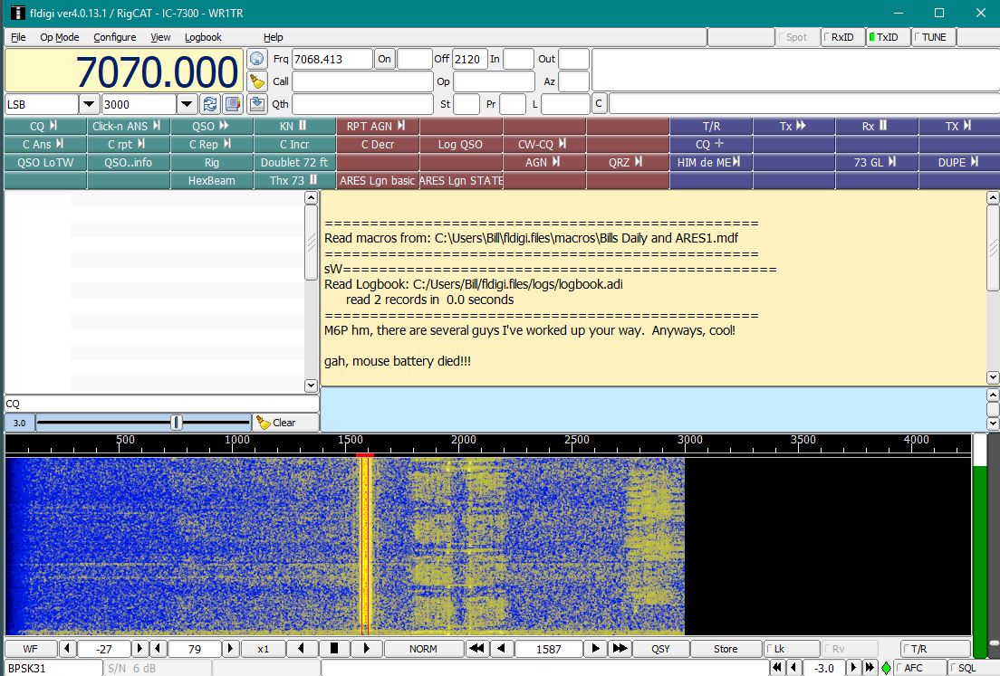 fldigi ver4.0.13.1 / RigCAT - IC-7300 - WR1TR
File Op Mode Configure View Logbook Help Spot RxID TxID TUNE
7070.000 Frq 7068.413 On Off 2120 In Out
Call Op Az
LSB 3000 Qth St Pr L C
CQ Click-n ANS QSO KN RPT AGN T/R Tx Rx TX
C Ans C rpt C Rep C Incr C Decr Log QSO CW-CQ CQ +
QSO LoTW QSO..info Rig Doublet 72 ft AGN QRZ HIM de ME 73 GL DUPE
HexBeam Thx 73 ARES Lgn basic ARES Lgn STATE
================================================
Read macros from: C:\Users\Bill\fldigi.files\macros\Bills Daily and ARES1.mdf
================================================
sW================================================
Read Logbook: C:/Users/Bill/fldigi.files/logs/logbook.adi
read 2 records in 0.0 seconds
================================================
M6P hm, there are several guys I've worked up your way. Anyways, cool!
gah, mouse battery died!!!
CQ
3.0 Clear
500 1000 1500 2000 2500 3000 3500 4000
WF -27 79 x1 NORM 1587 QSY Store Lk Rv T/R
BPSK31 S/N 6 dB -3.0 AFC SQL